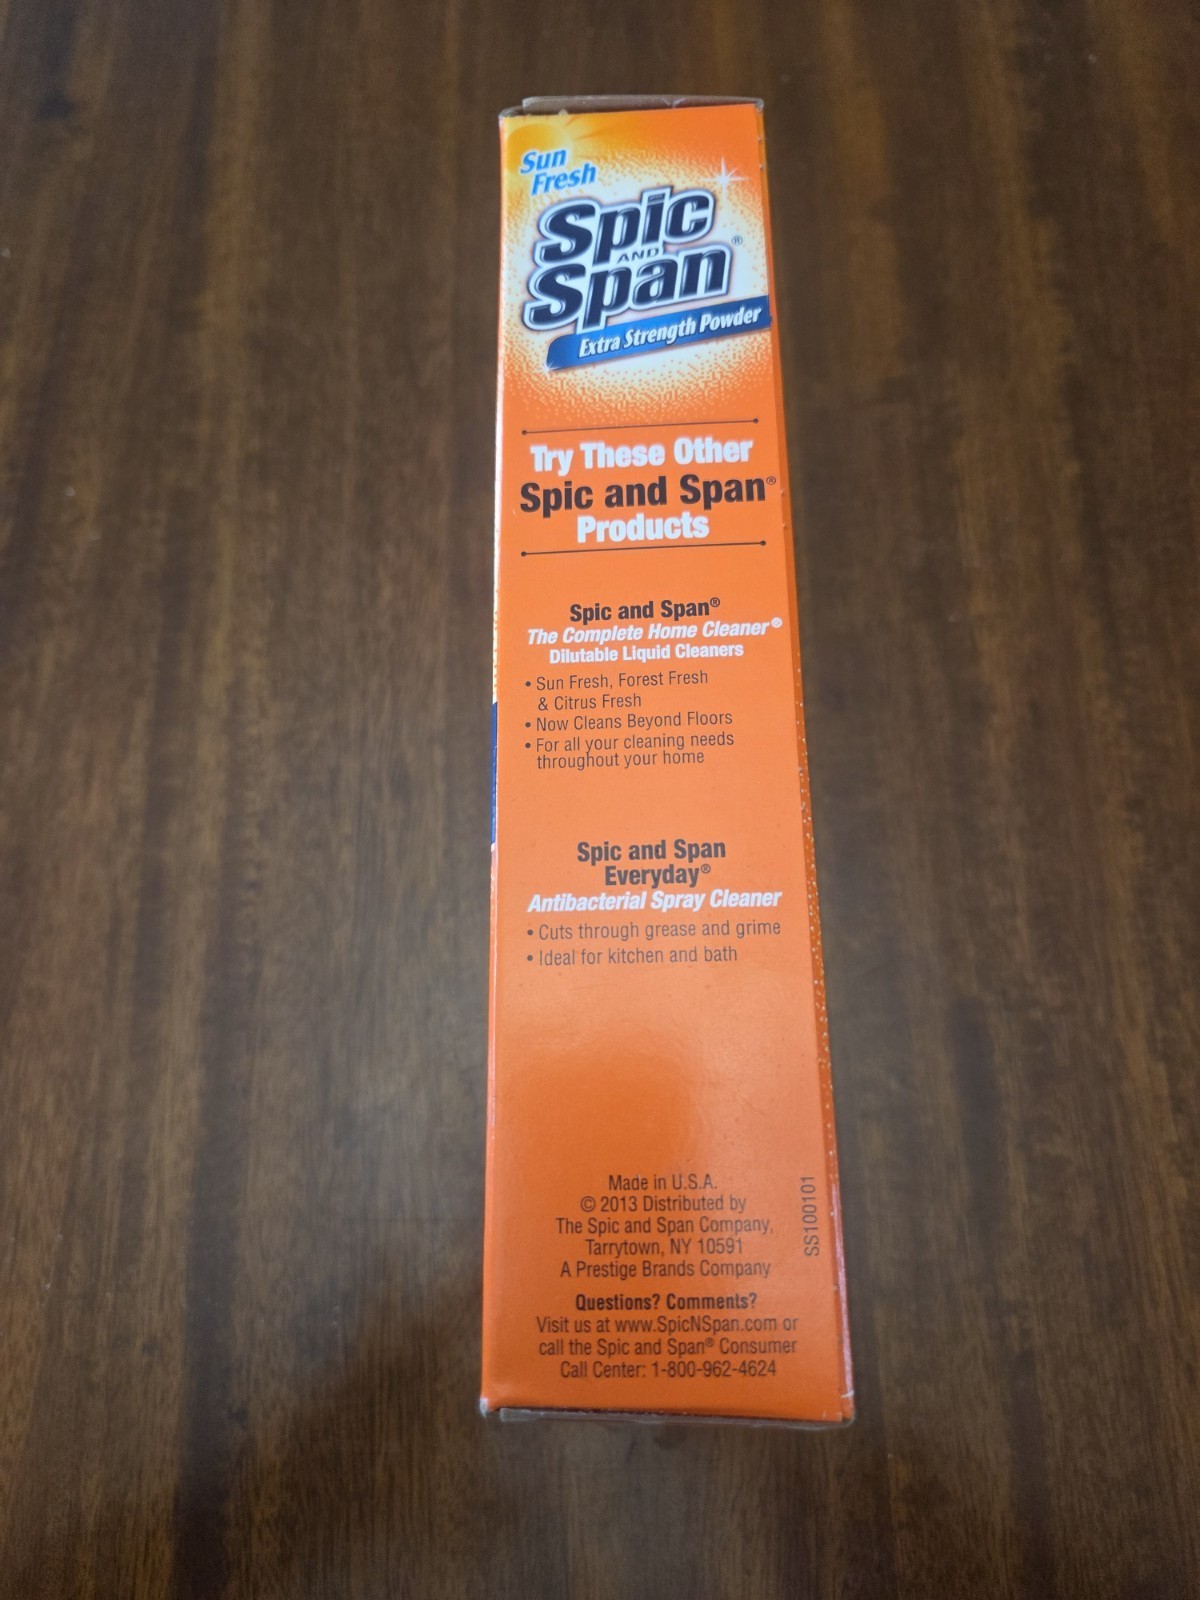 Sun
Fresh
Spic
AND
Span®
Extra Strength Powder
Try These Other
Spic and Span®
Products
Spic and Span®
The Complete Home Cleaner®
Dilutable Liquid Cleaners
• Sun Fresh, Forest Fresh
& Citrus Fresh
• Now Cleans Beyond Floors
• For all your cleaning needs
throughout your home
Spic and Span
Everyday®
Antibacterial Spray Cleaner
• Cuts through grease and grime
• Ideal for kitchen and bath
Made in U.S.A.
© 2013 Distributed by
The Spic and Span Company,
Tarrytown, NY 10591
A Prestige Brands Company
SS100101
Questions? Comments?
Visit us at www.SpicNSpan.com or
call the Spic and Span® Consumer
Call Center: 1-800-962-4624